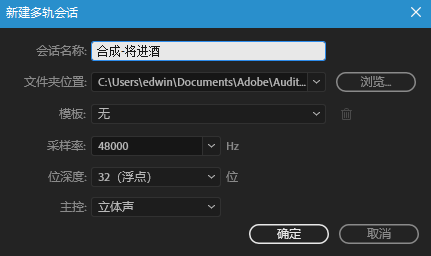 新建多轨会话
会话名称: 合成-将进酒
文件夹位置: C:\Users\edwin\Documents\Adobe\Audit... 浏览...
模板: 无
采样率: 48000 Hz
位深度: 32 (浮点) 位
主控: 立体声
确定 取消